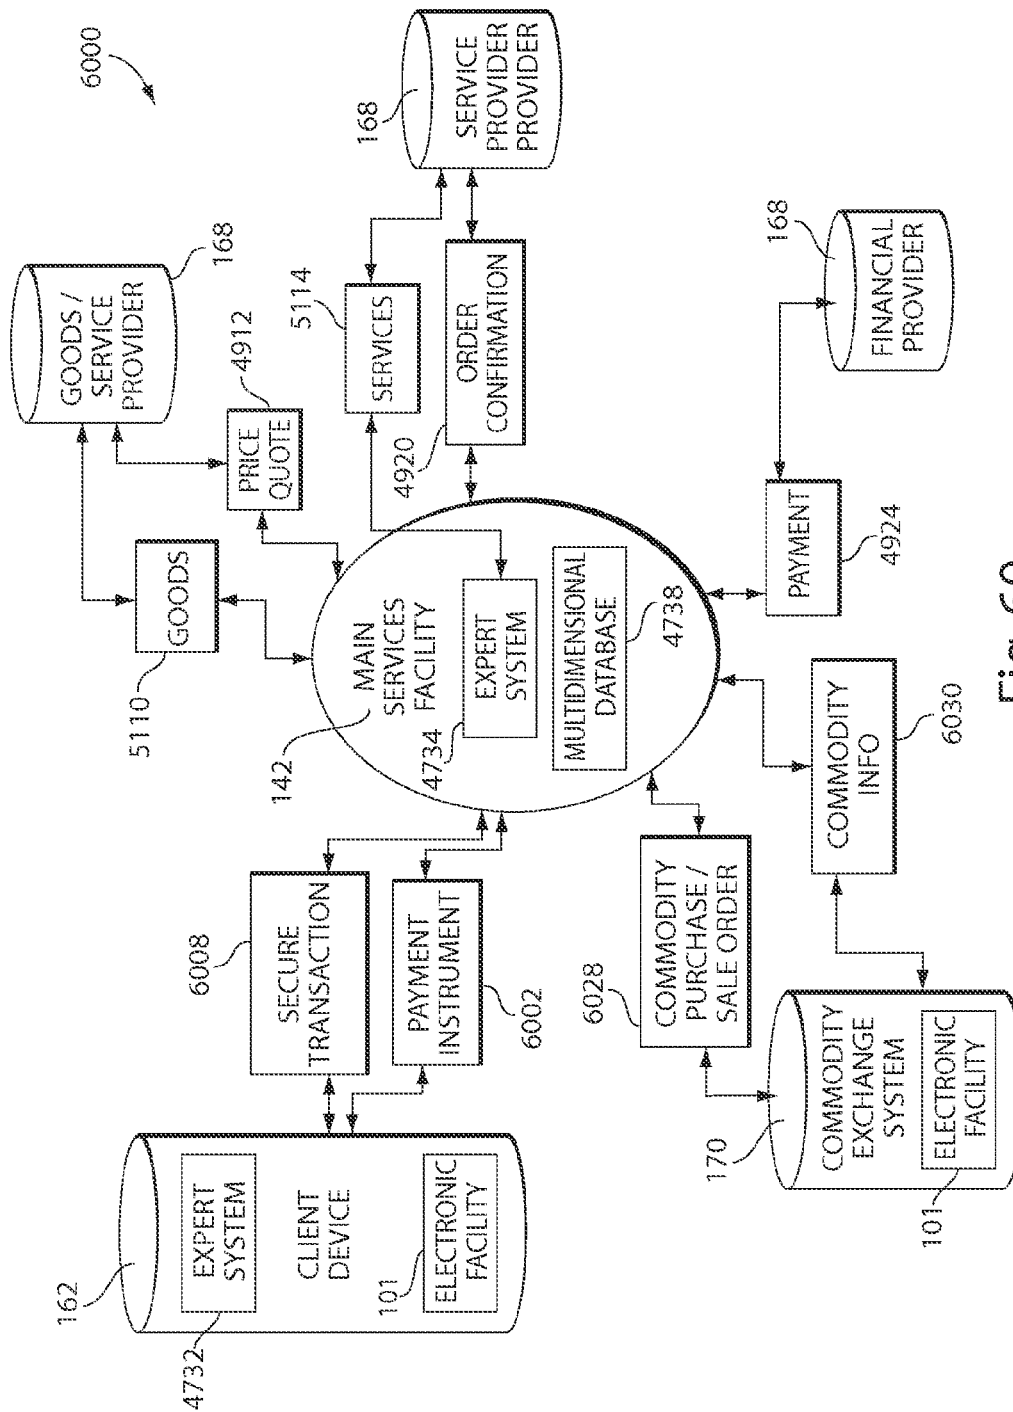 6000
162
EXPERT
SYSTEM
4732
CLIENT
DEVICE
101
ELECTRONIC
FACILITY
6008
SECURE
TRANSACTION
PAYMENT
INSTRUMENT
6002
5110
GOODS
GOODS /
SERVICE
PROVIDER
168
PRICE
QUOTE
4912
142
MAIN
SERVICES
FACILITY
4734
EXPERT
SYSTEM
MULTIDIMENSIONAL
DATABASE
4738
5114
SERVICES
4920
ORDER
CONFIRMATION
168
SERVICE
PROVIDER
PROVIDER
6028
COMMODITY
PURCHASE /
SALE ORDER
170
COMMODITY
EXCHANGE
SYSTEM
101
ELECTRONIC
FACILITY
COMMODITY
INFO
6030
PAYMENT
4924
168
FINANCIAL
PROVIDER
Fig. 60